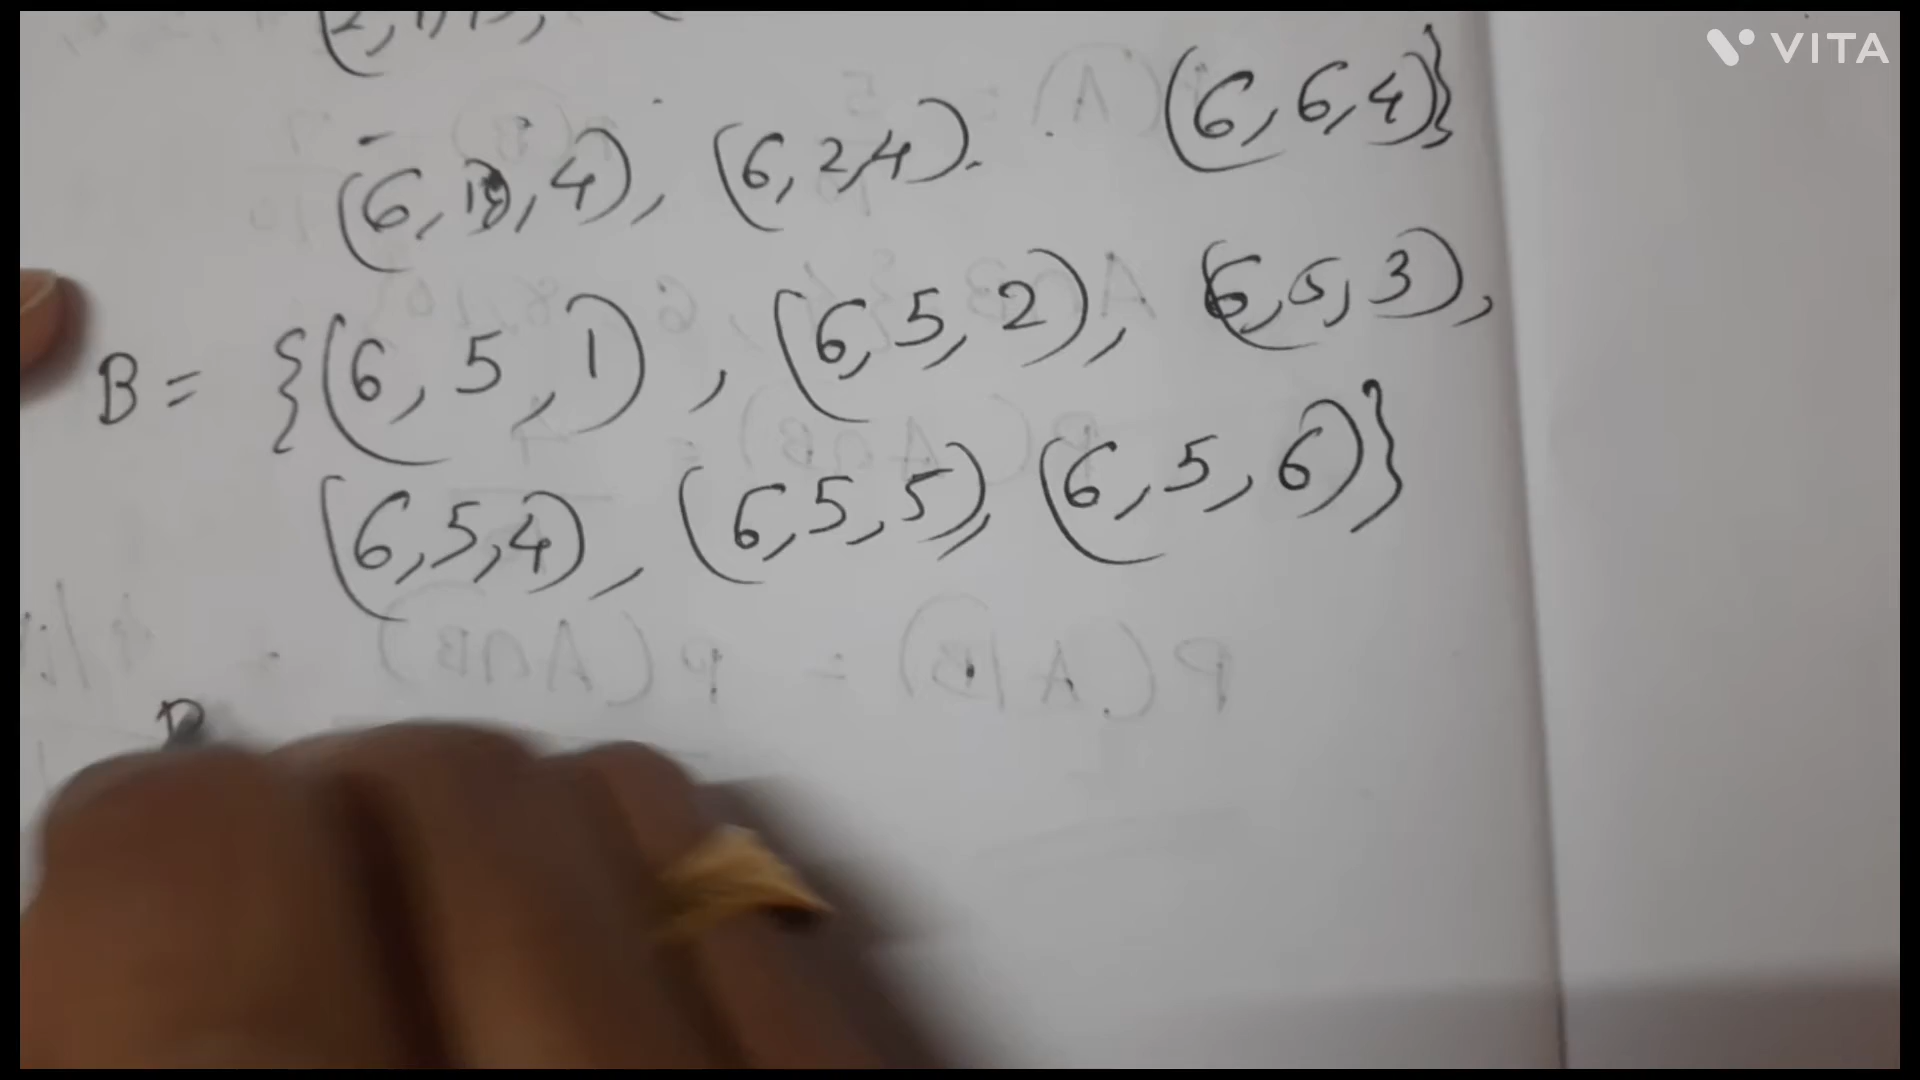 VITA
(6, 1, 4), (6, 2, 4). . (6, 6, 4)}
B = {(6, 5, 1), (6, 5, 2), (6, 5, 3),
(6, 5, 4), (6, 5, 5), (6, 5, 6)}
P